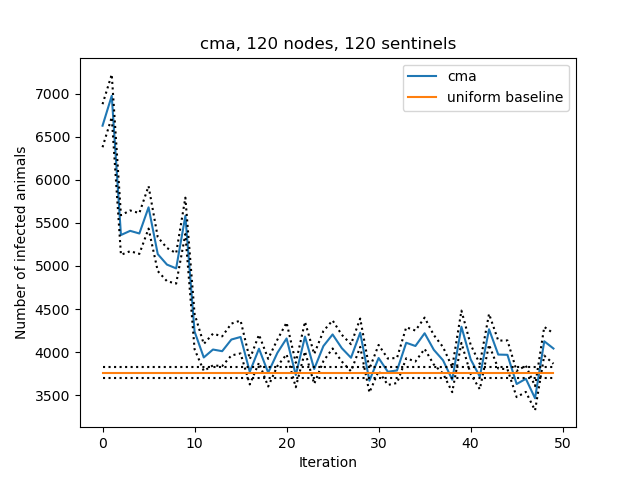 cma, 120 nodes, 120 sentinels
cma
uniform baseline
Number of infected animals
7000
6500
6000
5500
5000
4500
4000
3500
0 10 20 30 40 50
Iteration